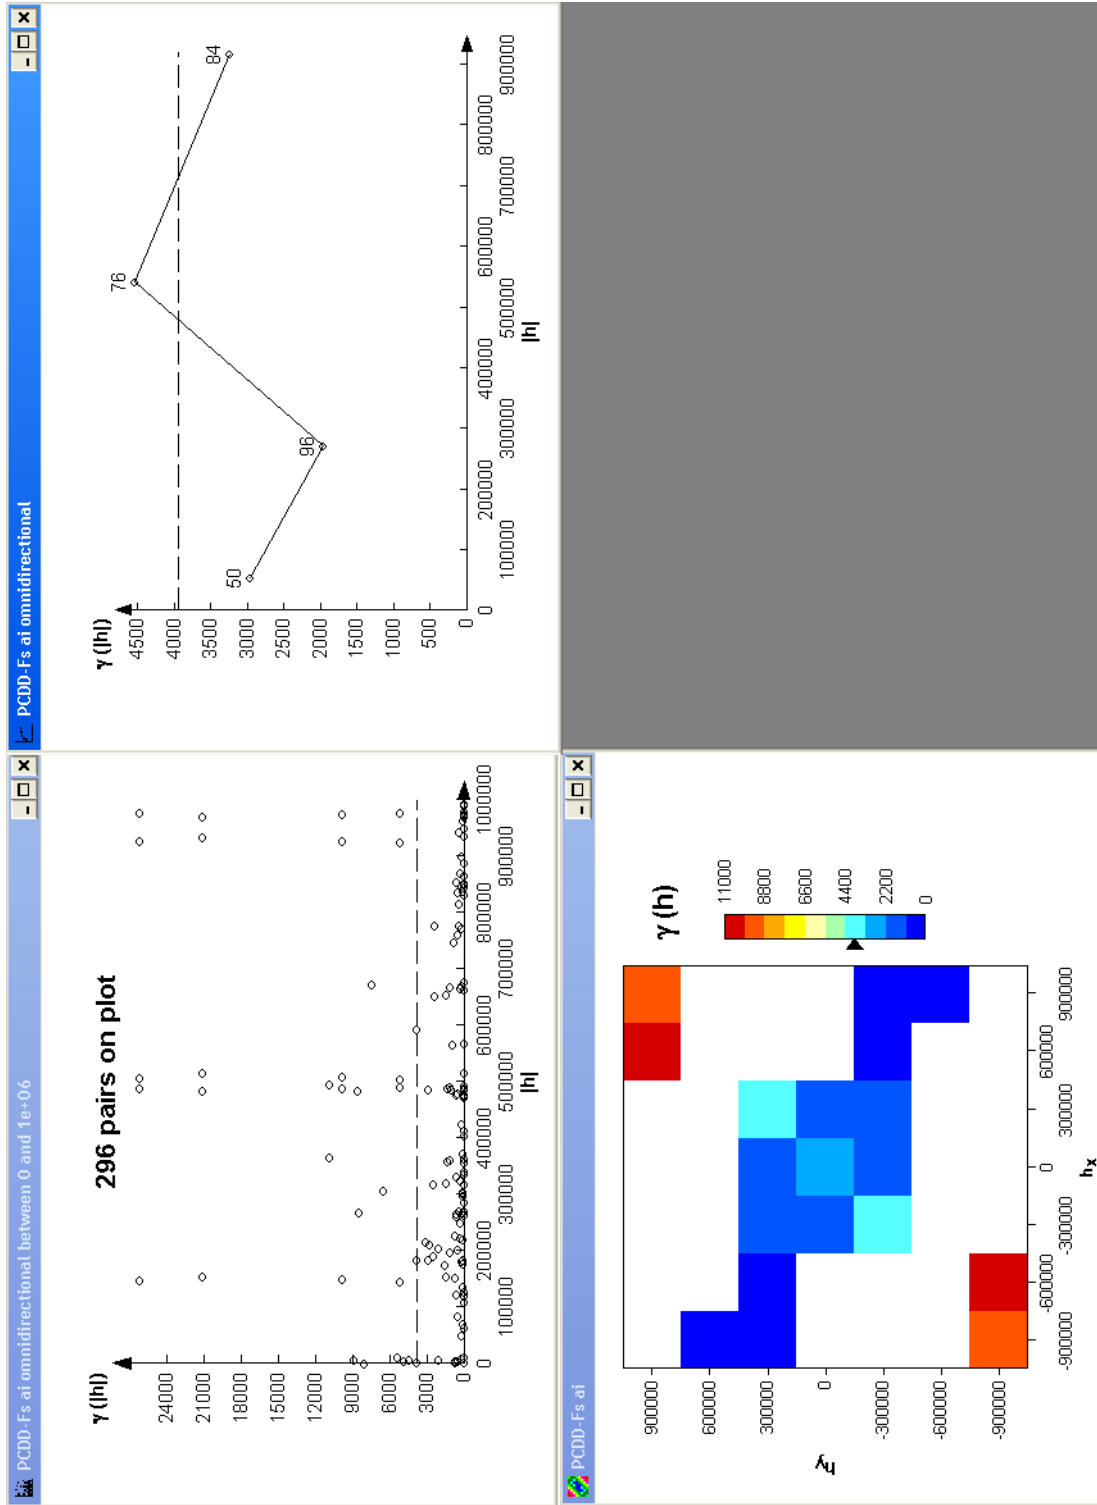 PCDD-Fs ai omnidirectional between 0 and 1e+06
γ (|h|)
296 pairs on plot
24000
21000
18000
15000
12000
9000
6000
3000
0
0 100000 200000 300000 400000 500000 600000 700000 800000 900000 1000000
|h|
PCDD-Fs ai omnidirectional
γ (|h|)
4500
4000
3500
3000
2500
2000
1500
1000
500
0
50
96
76
84
0 100000 200000 300000 400000 500000 600000 700000 800000 900000
|h|
PCDD-Fs ai
hy
900000
600000
300000
0
-300000
-600000
-900000
-900000 -600000 -300000 0 300000 600000 900000
hx
γ (h)
11000
8800
6600
4400
2200
0